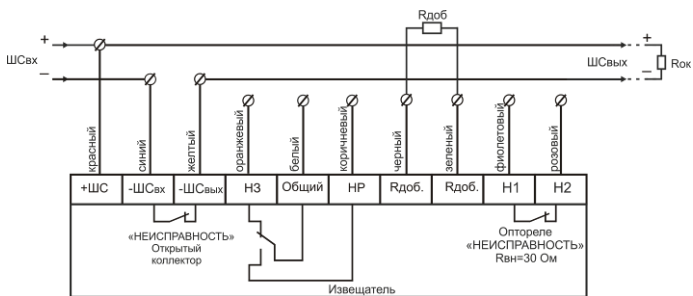 Rдоб
+
ШСвх
–
+
ШСвых
–
Rок
красный
синий
желтый
оранжевый
белый
коричневый
черный
зеленый
фиолетовый
розовый
+ШС
-ШСвх
-ШСвых
НЗ
Общий
НР
Rдоб.
Rдоб.
Н1
Н2
«НЕИСПРАВНОСТЬ»
Открытый
коллектор
Оптореле
«НЕИСПРАВНОСТЬ»
Rвн=30 Ом
Извещатель